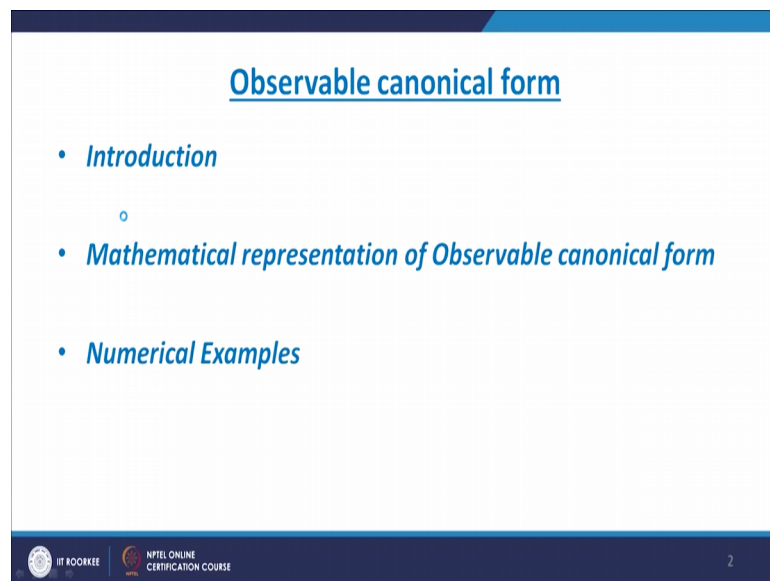 Observable canonical form
• Introduction
• Mathematical representation of Observable canonical form
• Numerical Examples
IIT ROORKEE
NPTEL ONLINE
CERTIFICATION COURSE
NPTEL
2